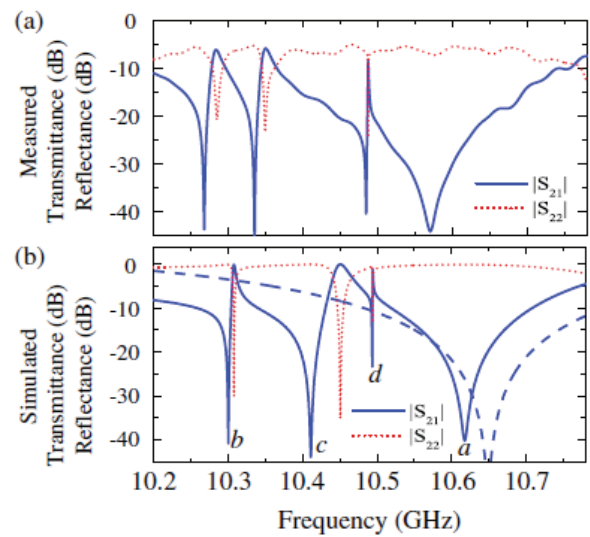 (a)
0
-10
-20
-30
-40
Measured
Transmittance (dB)
Reflectance (dB)
|S21|
|S22|
(b)
0
-10
-20
-30
-40
Simulated
Transmittance (dB)
Reflectance (dB)
b
c
d
a
|S21|
|S22|
10.2 10.3 10.4 10.5 10.6 10.7
Frequency (GHz)